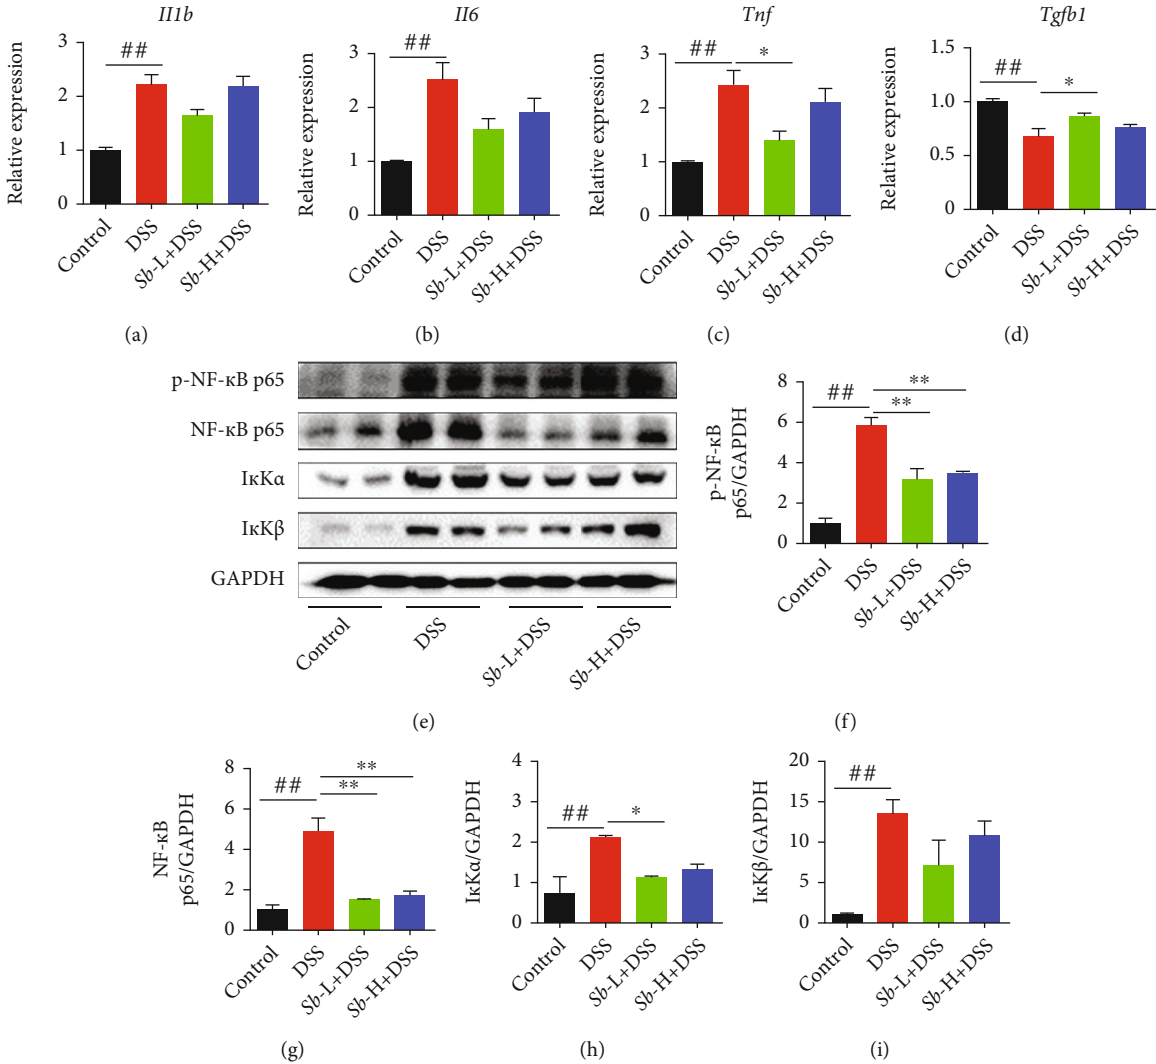 Il1b
Relative expression
3
2
1
0
##
Control
DSS
Sb-L+DSS
Sb-H+DSS
(a)
Il6
Relative expression
3
2
1
0
##
Control
DSS
Sb-L+DSS
Sb-H+DSS
(b)
Tnf
Relative expression
3
2
1
0
##
*
Control
DSS
Sb-L+DSS
Sb-H+DSS
(c)
Tgfb1
Relative expression
1.5
1.0
0.5
0.0
##
*
Control
DSS
Sb-L+DSS
Sb-H+DSS
(d)
p-NF-κB p65
NF-κB p65
IκKα
IκKβ
GAPDH
Control
DSS
Sb-L+DSS
Sb-H+DSS
(e)
p-NF-κB
p65/GAPDH
8
6
4
2
0
##
**
**
Control
DSS
Sb-L+DSS
Sb-H+DSS
(f)
NF-κB
p65/GAPDH
8
6
4
2
0
##
**
**
Control
DSS
Sb-L+DSS
Sb-H+DSS
(g)
IκKα/GAPDH
4
3
2
1
0
##
*
Control
DSS
Sb-L+DSS
Sb-H+DSS
(h)
IκKβ/GAPDH
20
15
10
5
0
##
Control
DSS
Sb-L+DSS
Sb-H+DSS
(i)